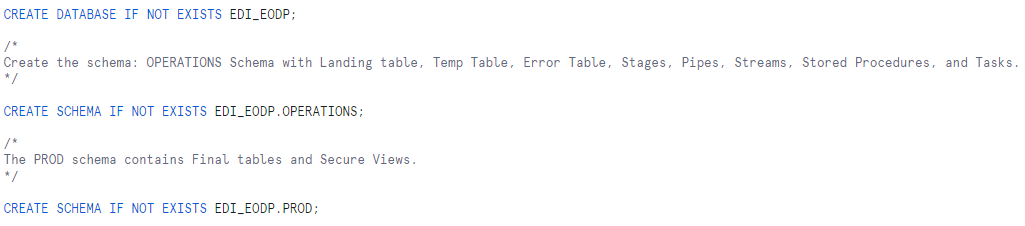 CREATE DATABASE IF NOT EXISTS EDI_EODP;
/*
Create the schema: OPERATIONS Schema with Landing table, Temp Table, Error Table, Stages, Pipes, Streams, Stored Procedures, and Tasks.
*/
CREATE SCHEMA IF NOT EXISTS EDI_EODP.OPERATIONS;
/*
The PROD schema contains Final tables and Secure Views.
*/
CREATE SCHEMA IF NOT EXISTS EDI_EODP.PROD;